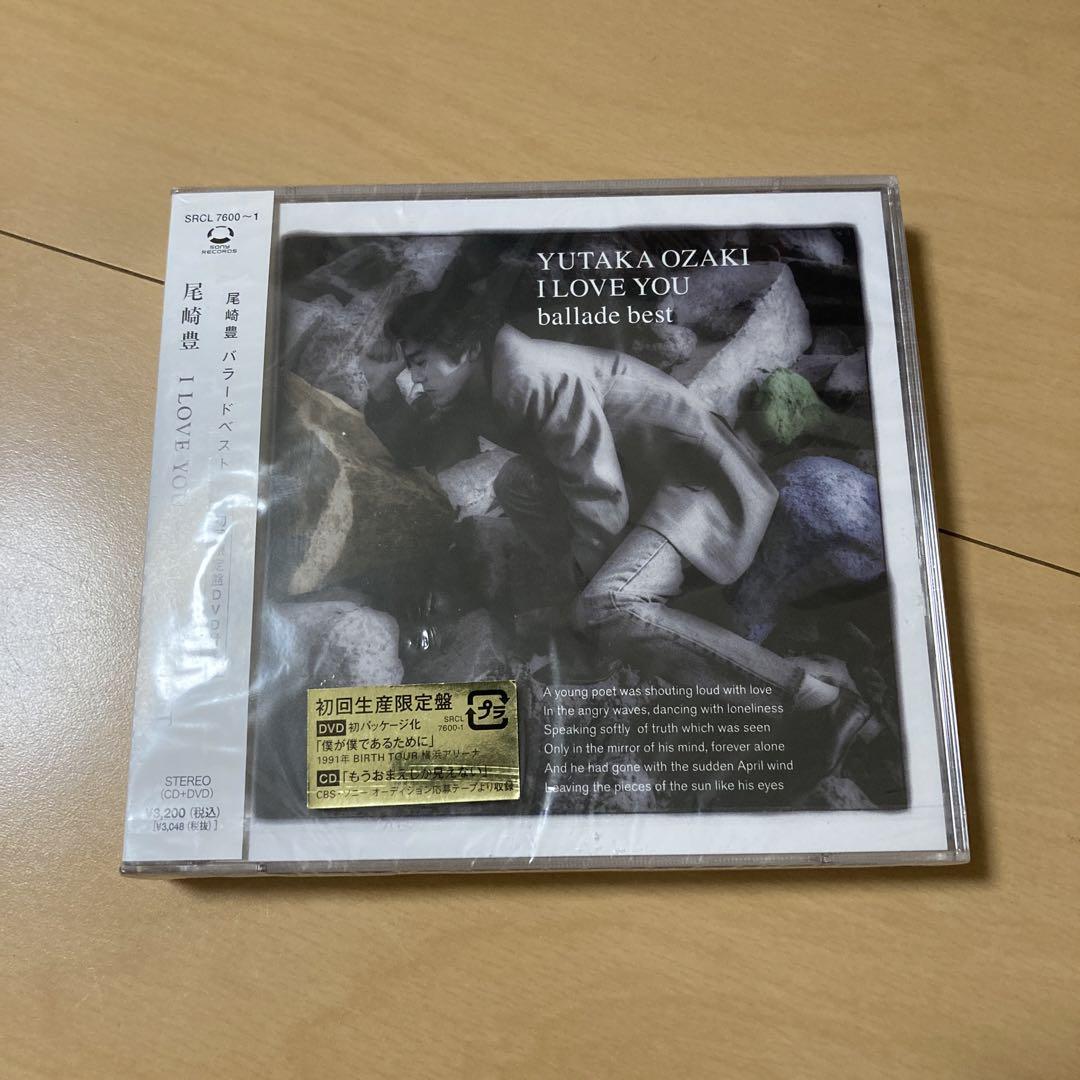 SRCL 7600〜1
SONY RECORDS
尾崎豊 バラードベスト
尾崎豊 I LOVE YOU
STEREO
(CD+DVD)
¥3,200 (税込)
[¥3,048 (税抜)]
YUTAKA OZAKI
I LOVE YOU
ballade best
初回生産限定盤
プラ
DVD 初パッケージ化
SRCL 7600-1
「僕が僕であるために」
1991年 BIRTH TOUR 横浜アリーナ
CD 「もうおまえしか見えない」
CBS・ソニー オーディション応募テープより収録
A young poet was shouting loud with love
In the angry waves, dancing with loneliness
Speaking softly of truth which was seen
Only in the mirror of his mind, forever alone
And he had gone with the sudden April wind
Leaving the pieces of the sun like his eyes